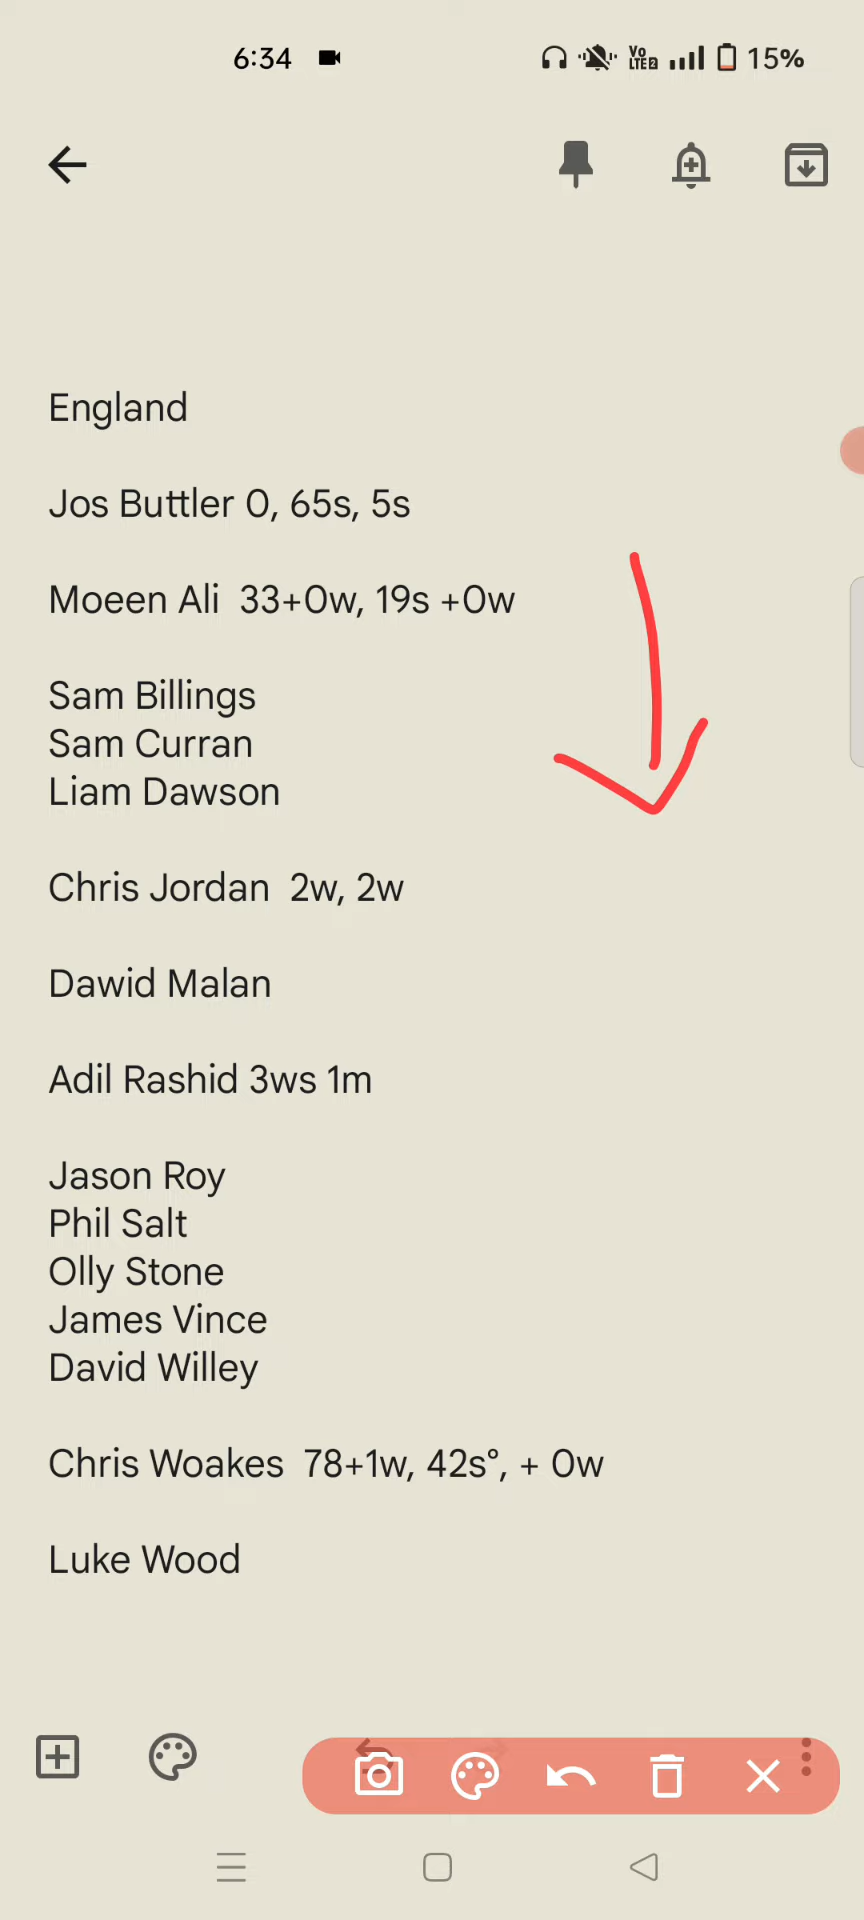 6:34 Vo LTE2 15%
England
Jos Buttler 0, 65s, 5s
Moeen Ali  33+0w, 19s +0w
Sam Billings
Sam Curran
Liam Dawson
Chris Jordan  2w, 2w
Dawid Malan
Adil Rashid 3ws 1m
Jason Roy
Phil Salt
Olly Stone
James Vince
David Willey
Chris Woakes  78+1w, 42s°, + 0w
Luke Wood